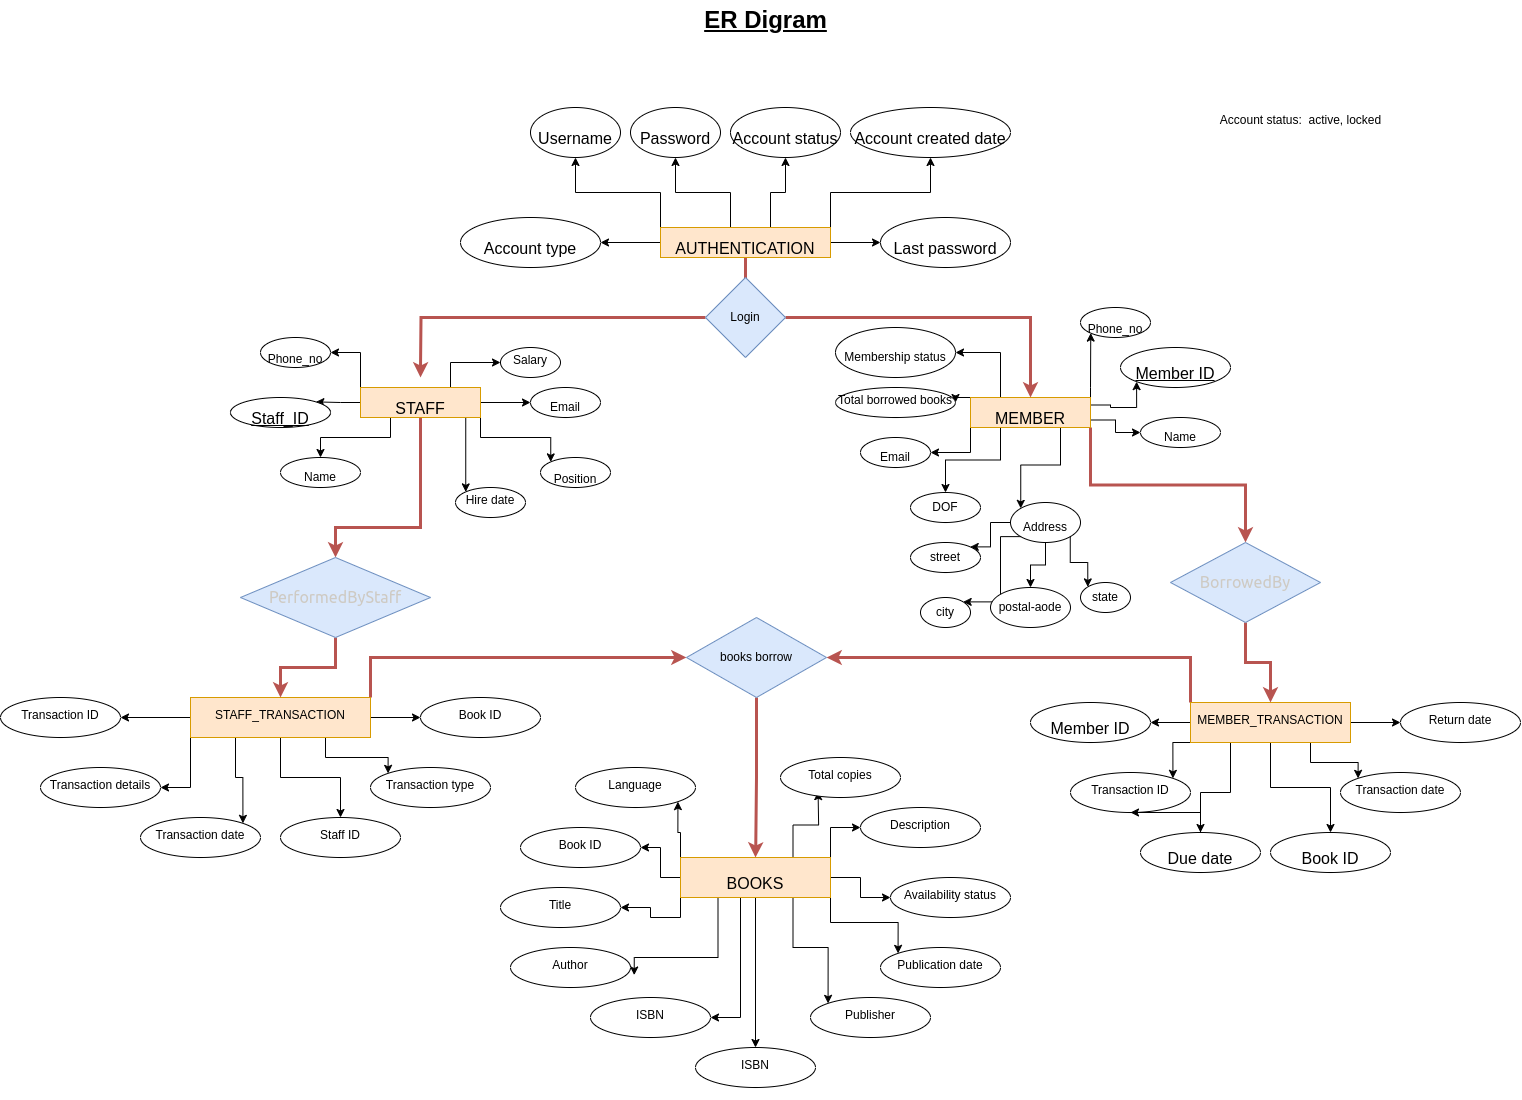 ER Digram
Account status:  active, locked
Username
Password
Account status
Account created date
Account type
AUTHENTICATION
Last password
Login
Phone_no
Salary
Staff_ID
STAFF
Email
Name
Hire date
Position
Membership status
Phone_no
Member ID
Total borrowed books
MEMBER
Name
Email
DOF
Address
street
city
postal-aode
state
PerformedByStaff
BorrowedBy
books borrow
Transaction ID
STAFF_TRANSACTION
Book ID
Transaction details
Transaction type
Transaction date
Staff ID
Member ID
MEMBER_TRANSACTION
Return date
Transaction ID
Transaction date
Due date
Book ID
Language
Total copies
Book ID
Description
Title
BOOKS
Availability status
Author
Publication date
ISBN
Publisher
ISBN